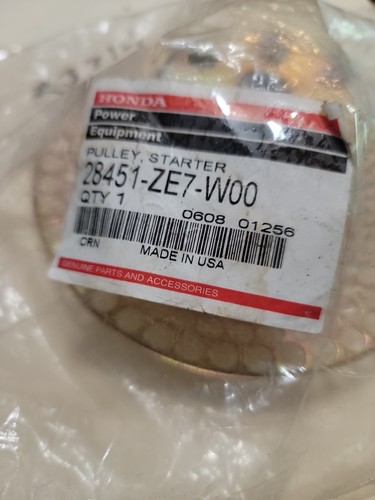 HONDA
Power
Equipment
PULLEY, STARTER
28451-ZE7-W00
QTY 1
0608 01256
CRN
MADE IN USA
GENUINE PARTS AND ACCESSORIES